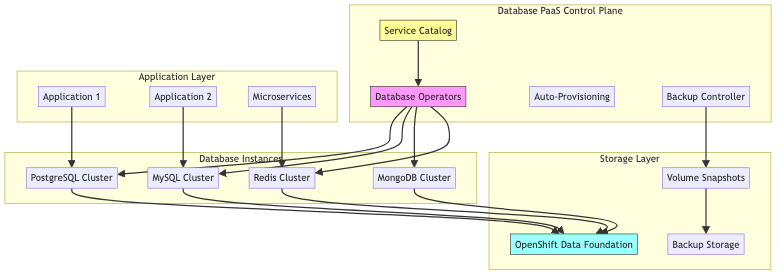 Database PaaS Control Plane
Service Catalog
Application Layer
Application 1
Application 2
Microservices
Database Operators
Auto-Provisioning
Backup Controller
Database Instances
Storage Layer
PostgreSQL Cluster
MySQL Cluster
Redis Cluster
MongoDB Cluster
Volume Snapshots
OpenShift Data Foundation
Backup Storage